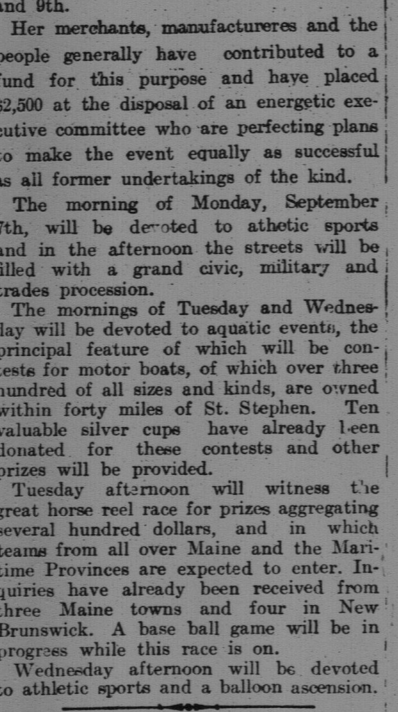 and 9th.
Her merchants, manufactureres and the
people generally have contributed to a
fund for this purpose and have placed
$2,500 at the disposal of an energetic exe-
cutive committee who are perfecting plans
to make the event equally as successful
as all former undertakings of the kind.
The morning of Monday, September
7th, will be devoted to athetic sports
and in the afternoon the streets will be
filled with a grand civic, military and
trades procession.
The mornings of Tuesday and Wednes-
day will be devoted to aquatic events, the
principal feature of which will be con-
tests for motor boats, of which over three
hundred of all sizes and kinds, are owned
within forty miles of St. Stephen. Ten
valuable silver cups have already been
donated for these contests and other
prizes will be provided.
Tuesday afternoon will witness the
great horse reel race for prizes aggregating
several hundred dollars, and in which
teams from all over Maine and the Mari-
time Provinces are expected to enter. In-
quiries have already been received from
three Maine towns and four in New
Brunswick. A base ball game will be in
progress while this race is on.
Wednesday afternoon will be devoted
to athletic sports and a balloon ascension.